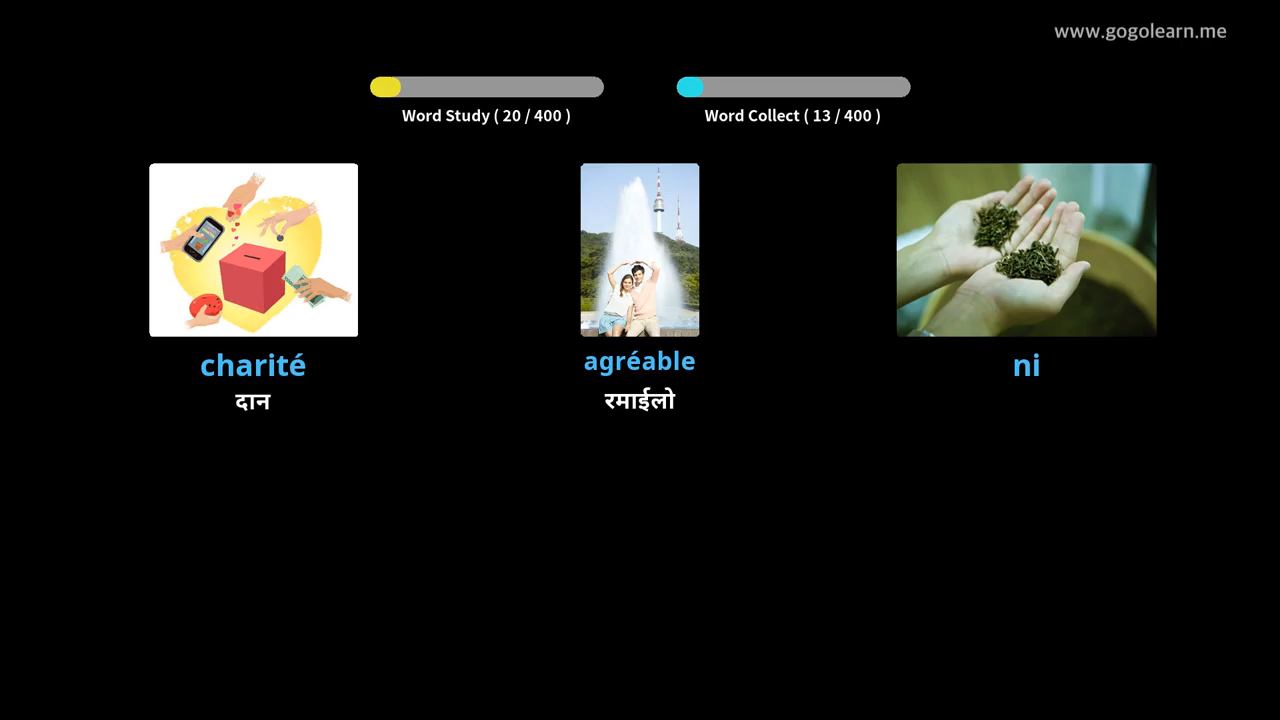 www.gogolearn.me
Word Study ( 20 / 400 )
Word Collect ( 13 / 400 )
charité
agréable
ni
दान
रमाईलो